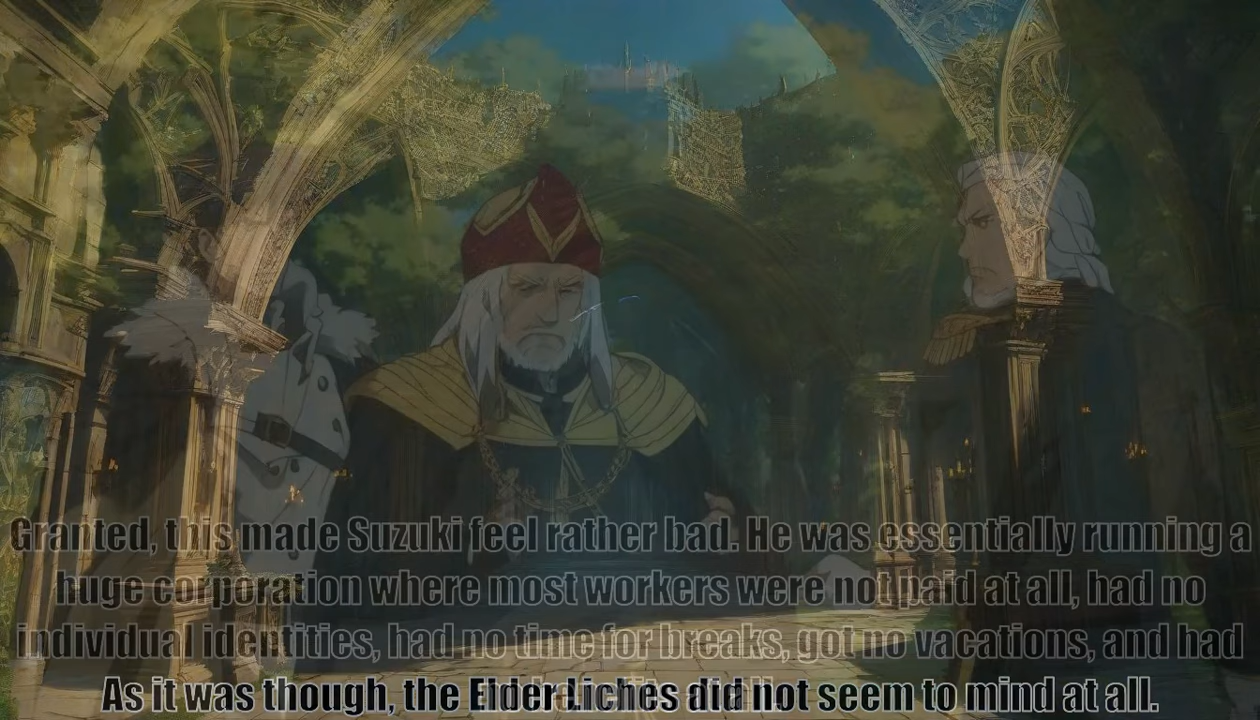 Granted, this made Suzuki feel rather bad. He was essentially running a
huge corporation where most workers were not paid at all, had no
individual identities, had no time for breaks, got no vacations, and had
As it was though, the Elder Liches did not seem to mind at all.